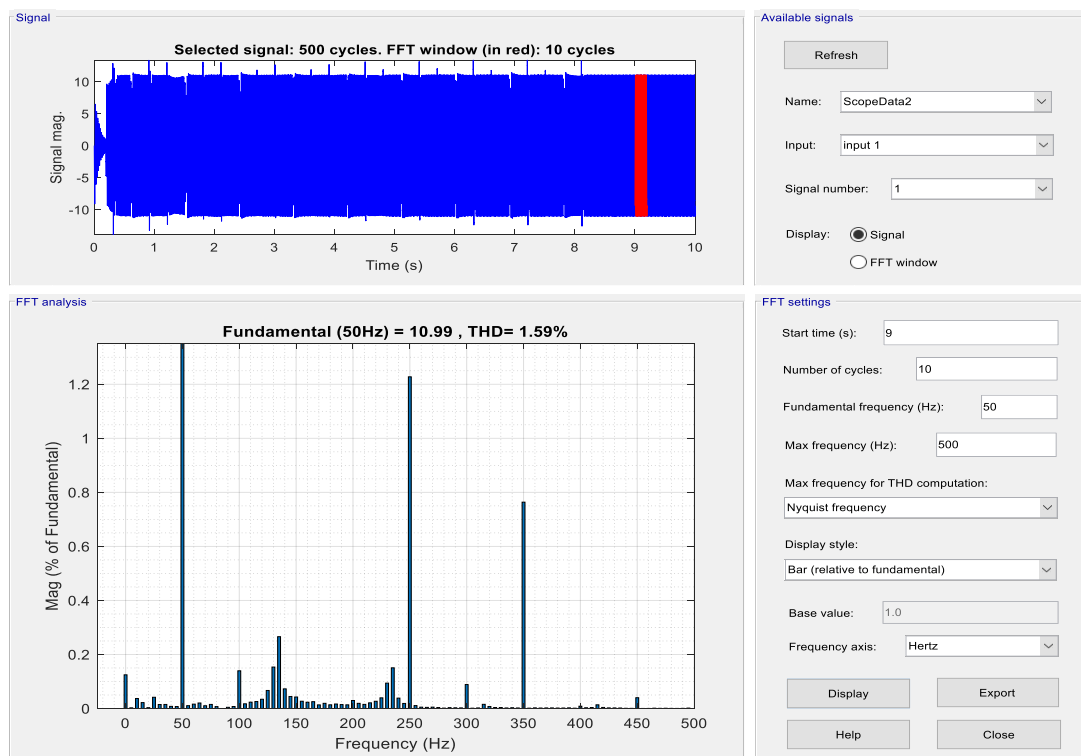 Signal
Selected signal: 500 cycles. FFT window (in red): 10 cycles
10
5
0
-5
-10
Signal mag.
0 1 2 3 4 5 6 7 8 9 10
Time (s)
Available signals
Refresh
Name: ScopeData2
Input: input 1
Signal number: 1
Display: Signal
FFT window
FFT analysis
Fundamental (50Hz) = 10.99 , THD= 1.59%
1.2
1
0.8
0.6
0.4
0.2
0
Mag (% of Fundamental)
0 50 100 150 200 250 300 350 400 450 500
Frequency (Hz)
FFT settings
Start time (s): 9
Number of cycles: 10
Fundamental frequency (Hz): 50
Max frequency (Hz): 500
Max frequency for THD computation:
Nyquist frequency
Display style:
Bar (relative to fundamental)
Base value: 1.0
Frequency axis: Hertz
Display Export
Help Close